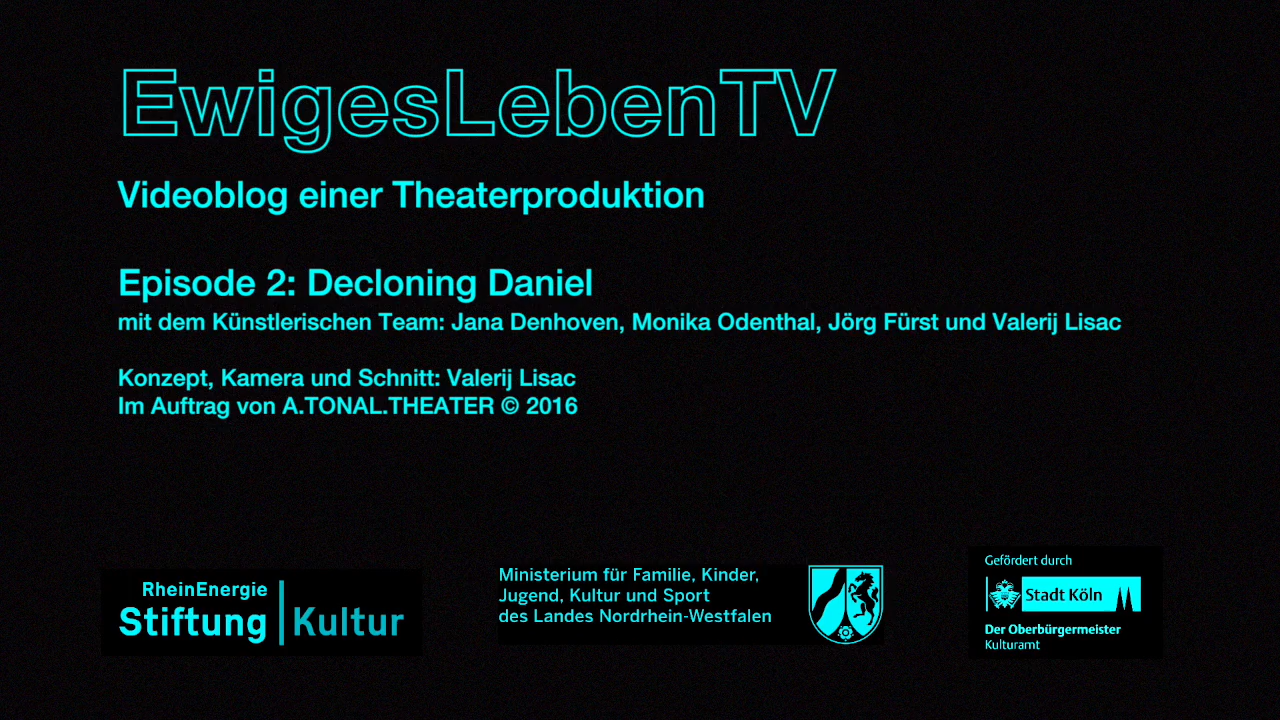 EwigesLebenTV
Videoblog einer Theaterproduktion
Episode 2: Decloning Daniel
mit dem Künstlerischen Team: Jana Denhoven, Monika Odenthal, Jörg Fürst und Valerij Lisac
Konzept, Kamera und Schnitt: Valerij Lisac
Im Auftrag von A.TONAL.THEATER © 2016
RheinEnergie
Stiftung Kultur
Ministerium für Familie, Kinder,
Jugend, Kultur und Sport
des Landes Nordrhein-Westfalen
Gefördert durch
Stadt Köln
Der Oberbürgermeister
Kulturamt